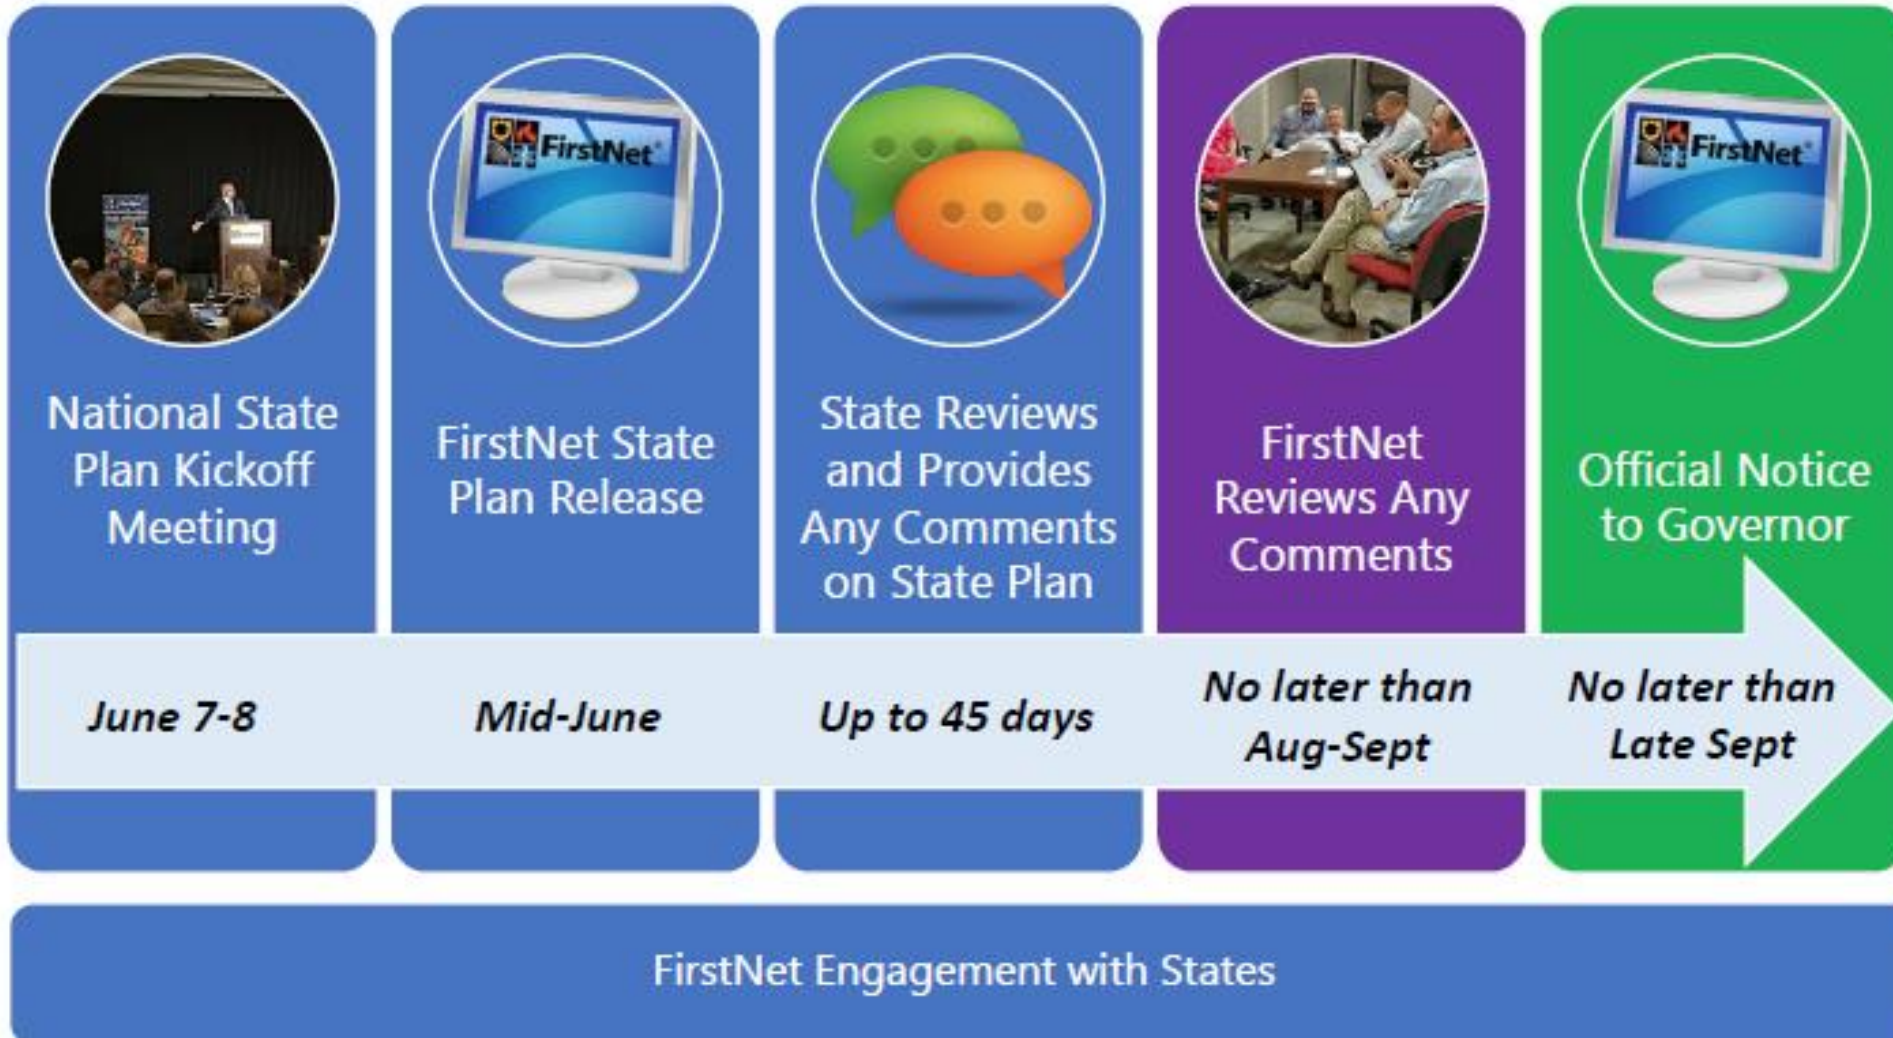 FirstNet®
FirstNet®
National State
Plan Kickoff
Meeting
FirstNet State
Plan Release
State Reviews
and Provides
Any Comments
on State Plan
FirstNet
Reviews Any
Comments
Official Notice
to Governor
June 7-8
Mid-June
Up to 45 days
No later than
Aug-Sept
No later than
Late Sept
FirstNet Engagement with States